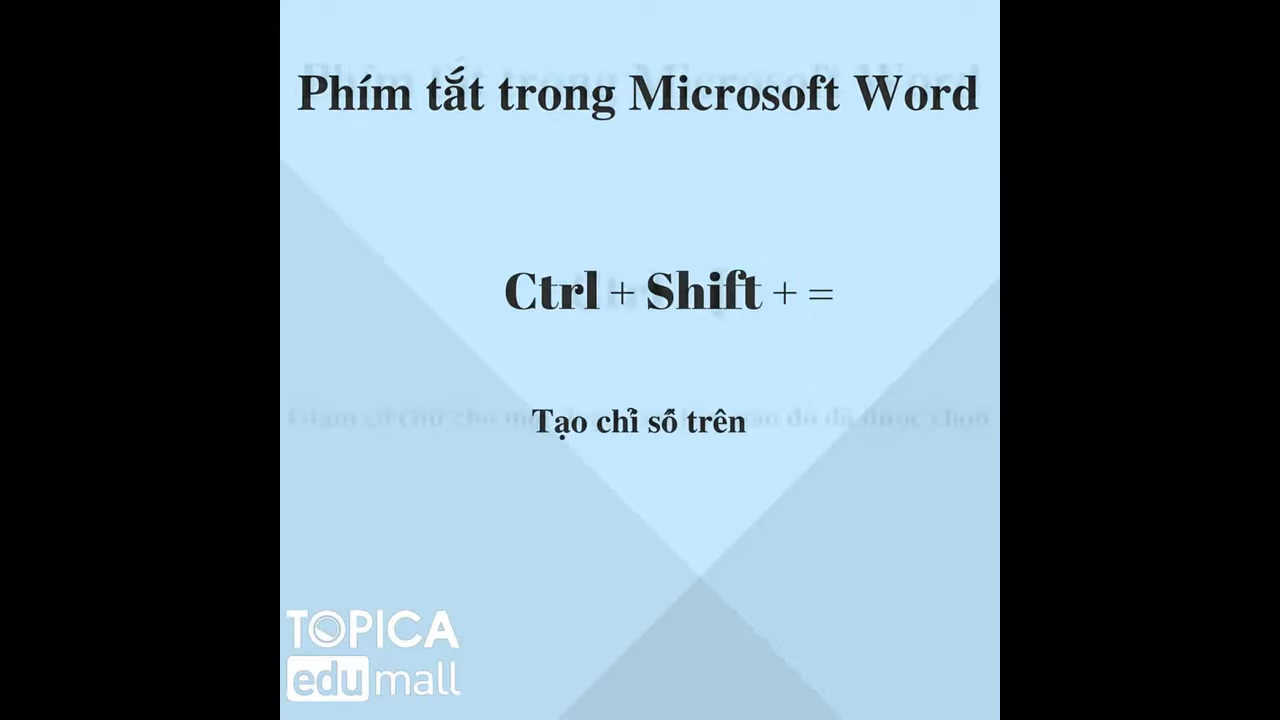 Phím tắt trong Microsoft Word
Ctrl + Shift + =
Tạo chỉ số trên
TOPICA
edumall